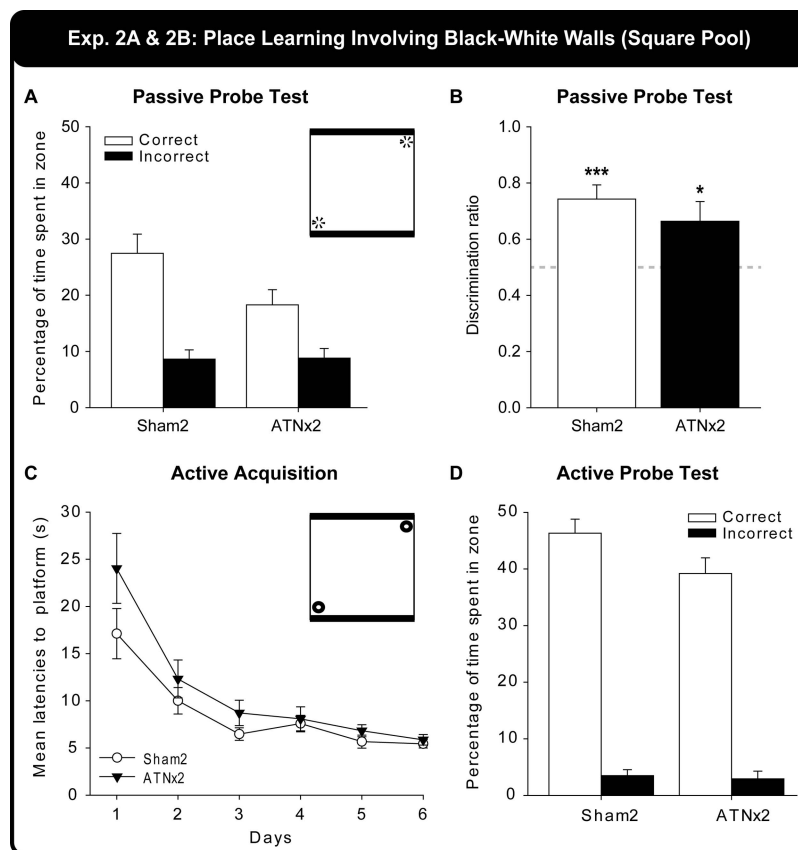 Exp. 2A & 2B: Place Learning Involving Black-White Walls (Square Pool)
A
Passive Probe Test
Percentage of time spent in zone
50
40
30
20
10
0
Correct
Incorrect
Sham2
ATNx2
B
Passive Probe Test
Discrimination ratio
1.0
0.8
0.6
0.4
0.2
0.0
***
*
Sham2
ATNx2
C
Active Acquisition
Mean latencies to platform (s)
30
25
20
15
10
5
0
Sham2
ATNx2
1 2 3 4 5 6
Days
D
Active Probe Test
Percentage of time spent in zone
50
40
30
20
10
0
Correct
Incorrect
Sham2
ATNx2